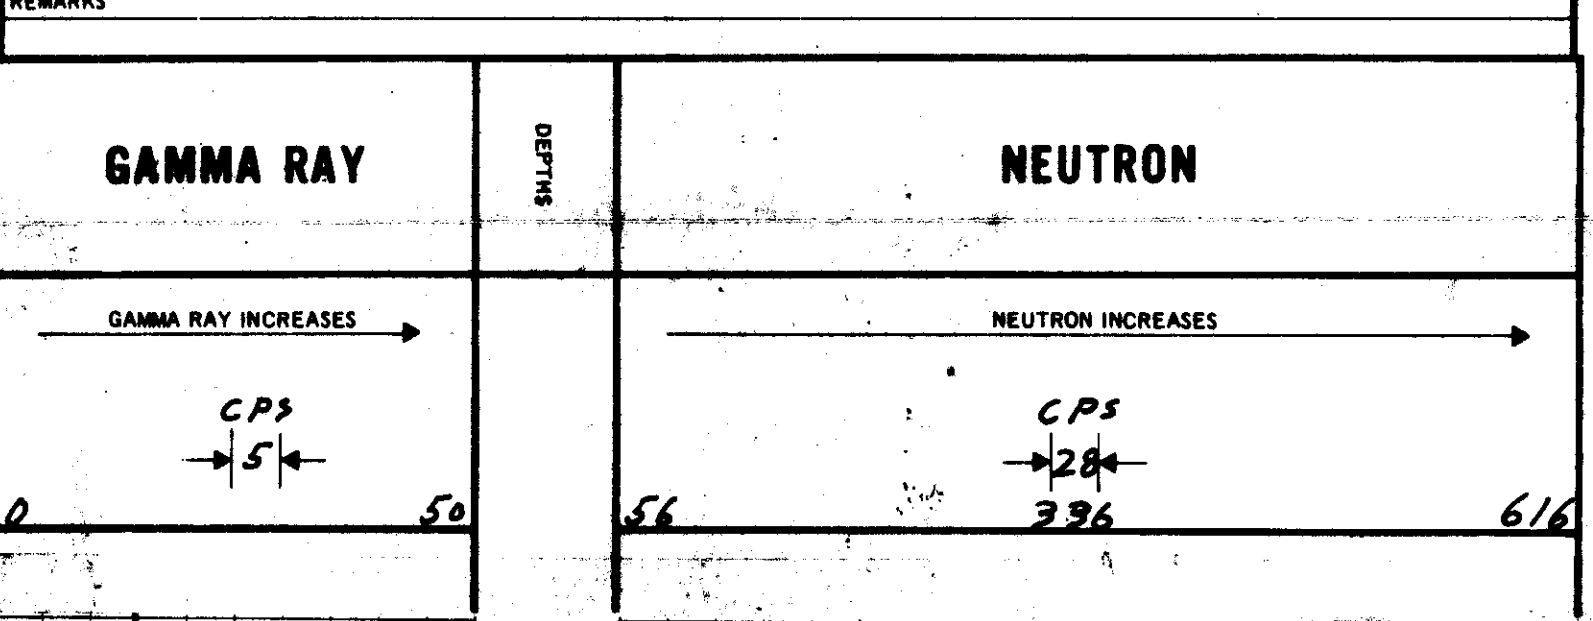 REMARKS
GAMMA RAY
DEPTHS
NEUTRON
GAMMA RAY INCREASES
NEUTRON INCREASES
CPS
5
0 50
CPS
28
56 336 616